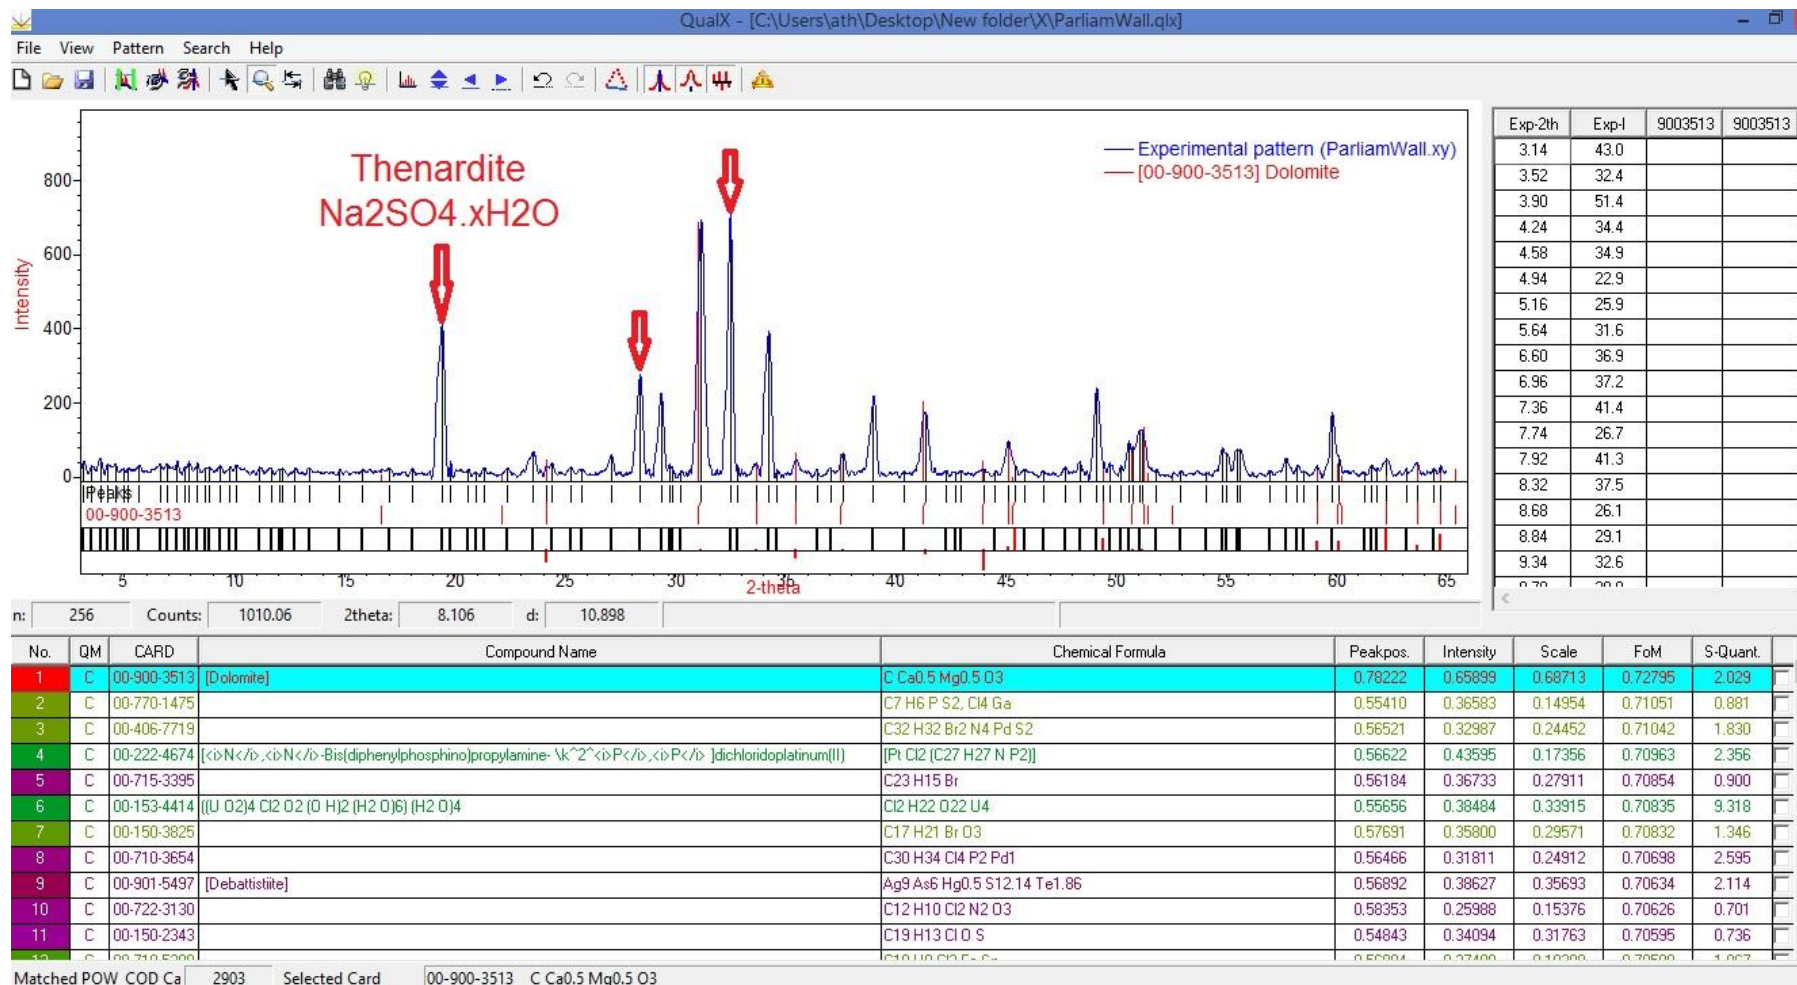 QualX - [C:\Users\ath\Desktop\New folder\X\ParliamWall.qlx]
File View Pattern Search Help
Thenardite
Na2SO4.xH2O
Experimental pattern (ParliamWall.xy)
[00-900-3513] Dolomite
Intensity
800
600
400
200
0
Peaks
00-900-3513
5 10 15 20 25 30 35 40 45 50 55 60 65
2-theta
Exp-2th Exp-I 9003513 9003513
3.14 43.0
3.52 32.4
3.90 51.4
4.24 34.4
4.58 34.9
4.94 22.9
5.16 25.9
5.64 31.6
6.60 36.9
6.96 37.2
7.36 41.4
7.74 26.7
7.92 41.3
8.32 37.5
8.68 26.1
8.84 29.1
9.34 32.6
n: 256 Counts: 1010.06 2theta: 8.106 d: 10.898
No. QM CARD Compound Name Chemical Formula Peakpos. Intensity Scale FoM S-Quant.
1 C 00-900-3513 [Dolomite] C Ca0.5 Mg0.5 O3 0.78222 0.65899 0.68713 0.72795 2.029
2 C 00-770-1475 C7 H6 P S2, Cl4 Ga 0.55410 0.36583 0.14954 0.71051 0.881
3 C 00-406-7719 C32 H32 Br2 N4 Pd S2 0.56521 0.32987 0.24452 0.71042 1.830
4 C 00-222-4674 [<i>N</i>,<i>N</i>-Bis(diphenylphosphino)propylamine- \k^2^<i>P</i>,<i>P</i> ]dichloridoplatinum(II) [Pt Cl2 (C27 H27 N P2)] 0.56622 0.43595 0.17356 0.70963 2.356
5 C 00-715-3395 C23 H15 Br 0.56184 0.36733 0.27911 0.70854 0.900
6 C 00-153-4414 ((U O2)4 Cl2 O2 (O H)2 (H2 O)6) (H2 O)4 Cl2 H22 O22 U4 0.55656 0.38484 0.33915 0.70835 9.318
7 C 00-150-3825 C17 H21 Br O3 0.57691 0.35800 0.29571 0.70832 1.346
8 C 00-710-3654 C30 H34 Cl4 P2 Pd1 0.56466 0.31811 0.24912 0.70698 2.595
9 C 00-901-5497 [Debattistiite] Ag9 As6 Hg0.5 S12.14 Te1.86 0.56892 0.38627 0.35693 0.70634 2.114
10 C 00-722-3130 C12 H10 Cl2 N2 O3 0.58353 0.25988 0.15376 0.70626 0.701
11 C 00-150-2343 C19 H13 Cl O S 0.54843 0.34094 0.31763 0.70595 0.736
Matched POW_COD Ca 2903 Selected Card 00-900-3513 C Ca0.5 Mg0.5 O3